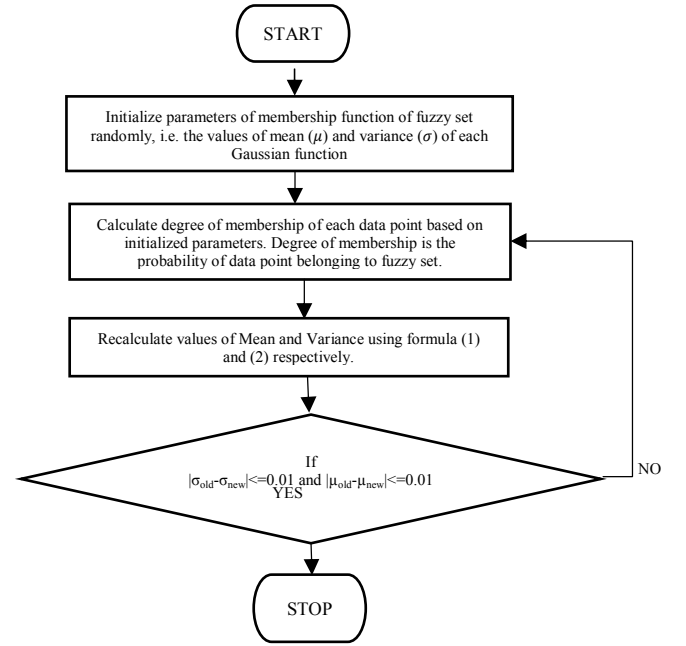 START
Initialize parameters of membership function of fuzzy set
randomly, i.e. the values of mean (μ) and variance (σ) of each
Gaussian function
Calculate degree of membership of each data point based on
initialized parameters. Degree of membership is the
probability of data point belonging to fuzzy set.
Recalculate values of Mean and Variance using formula (1)
and (2) respectively.
If
|σold-σnew|<=0.01 and |μold-μnew|<=0.01
YES
NO
STOP